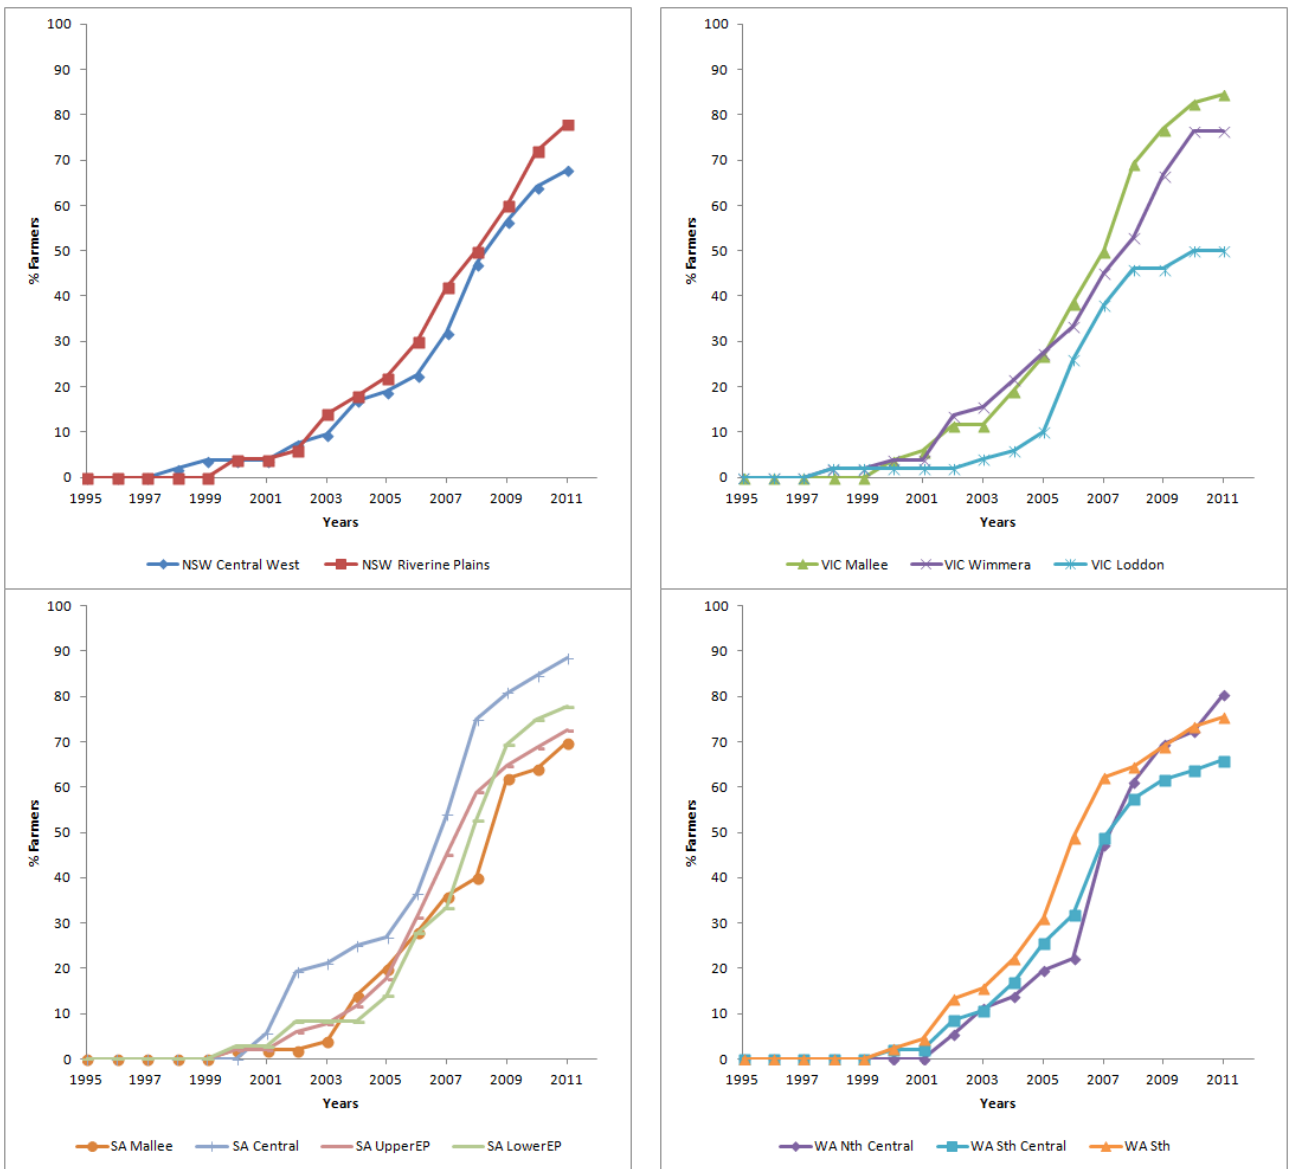 100
90
80
70
60
50
40
30
20
10
0
% Farmers
1995 1997 1999 2001 2003 2005 2007 2009 2011
Years
NSW Central West NSW Riverine Plains
100
90
80
70
60
50
40
30
20
10
0
% Farmers
1995 1997 1999 2001 2003 2005 2007 2009 2011
Years
VIC Mallee VIC Wimmera VIC Loddon
100
90
80
70
60
50
40
30
20
10
0
% Farmers
1995 1997 1999 2001 2003 2005 2007 2009 2011
Years
SA Mallee SA Central SA UpperEP SA LowerEP
100
90
80
70
60
50
40
30
20
10
0
% Farmers
1995 1997 1999 2001 2003 2005 2007 2009 2011
Years
WA Nth Central WA Sth Central WA Sth